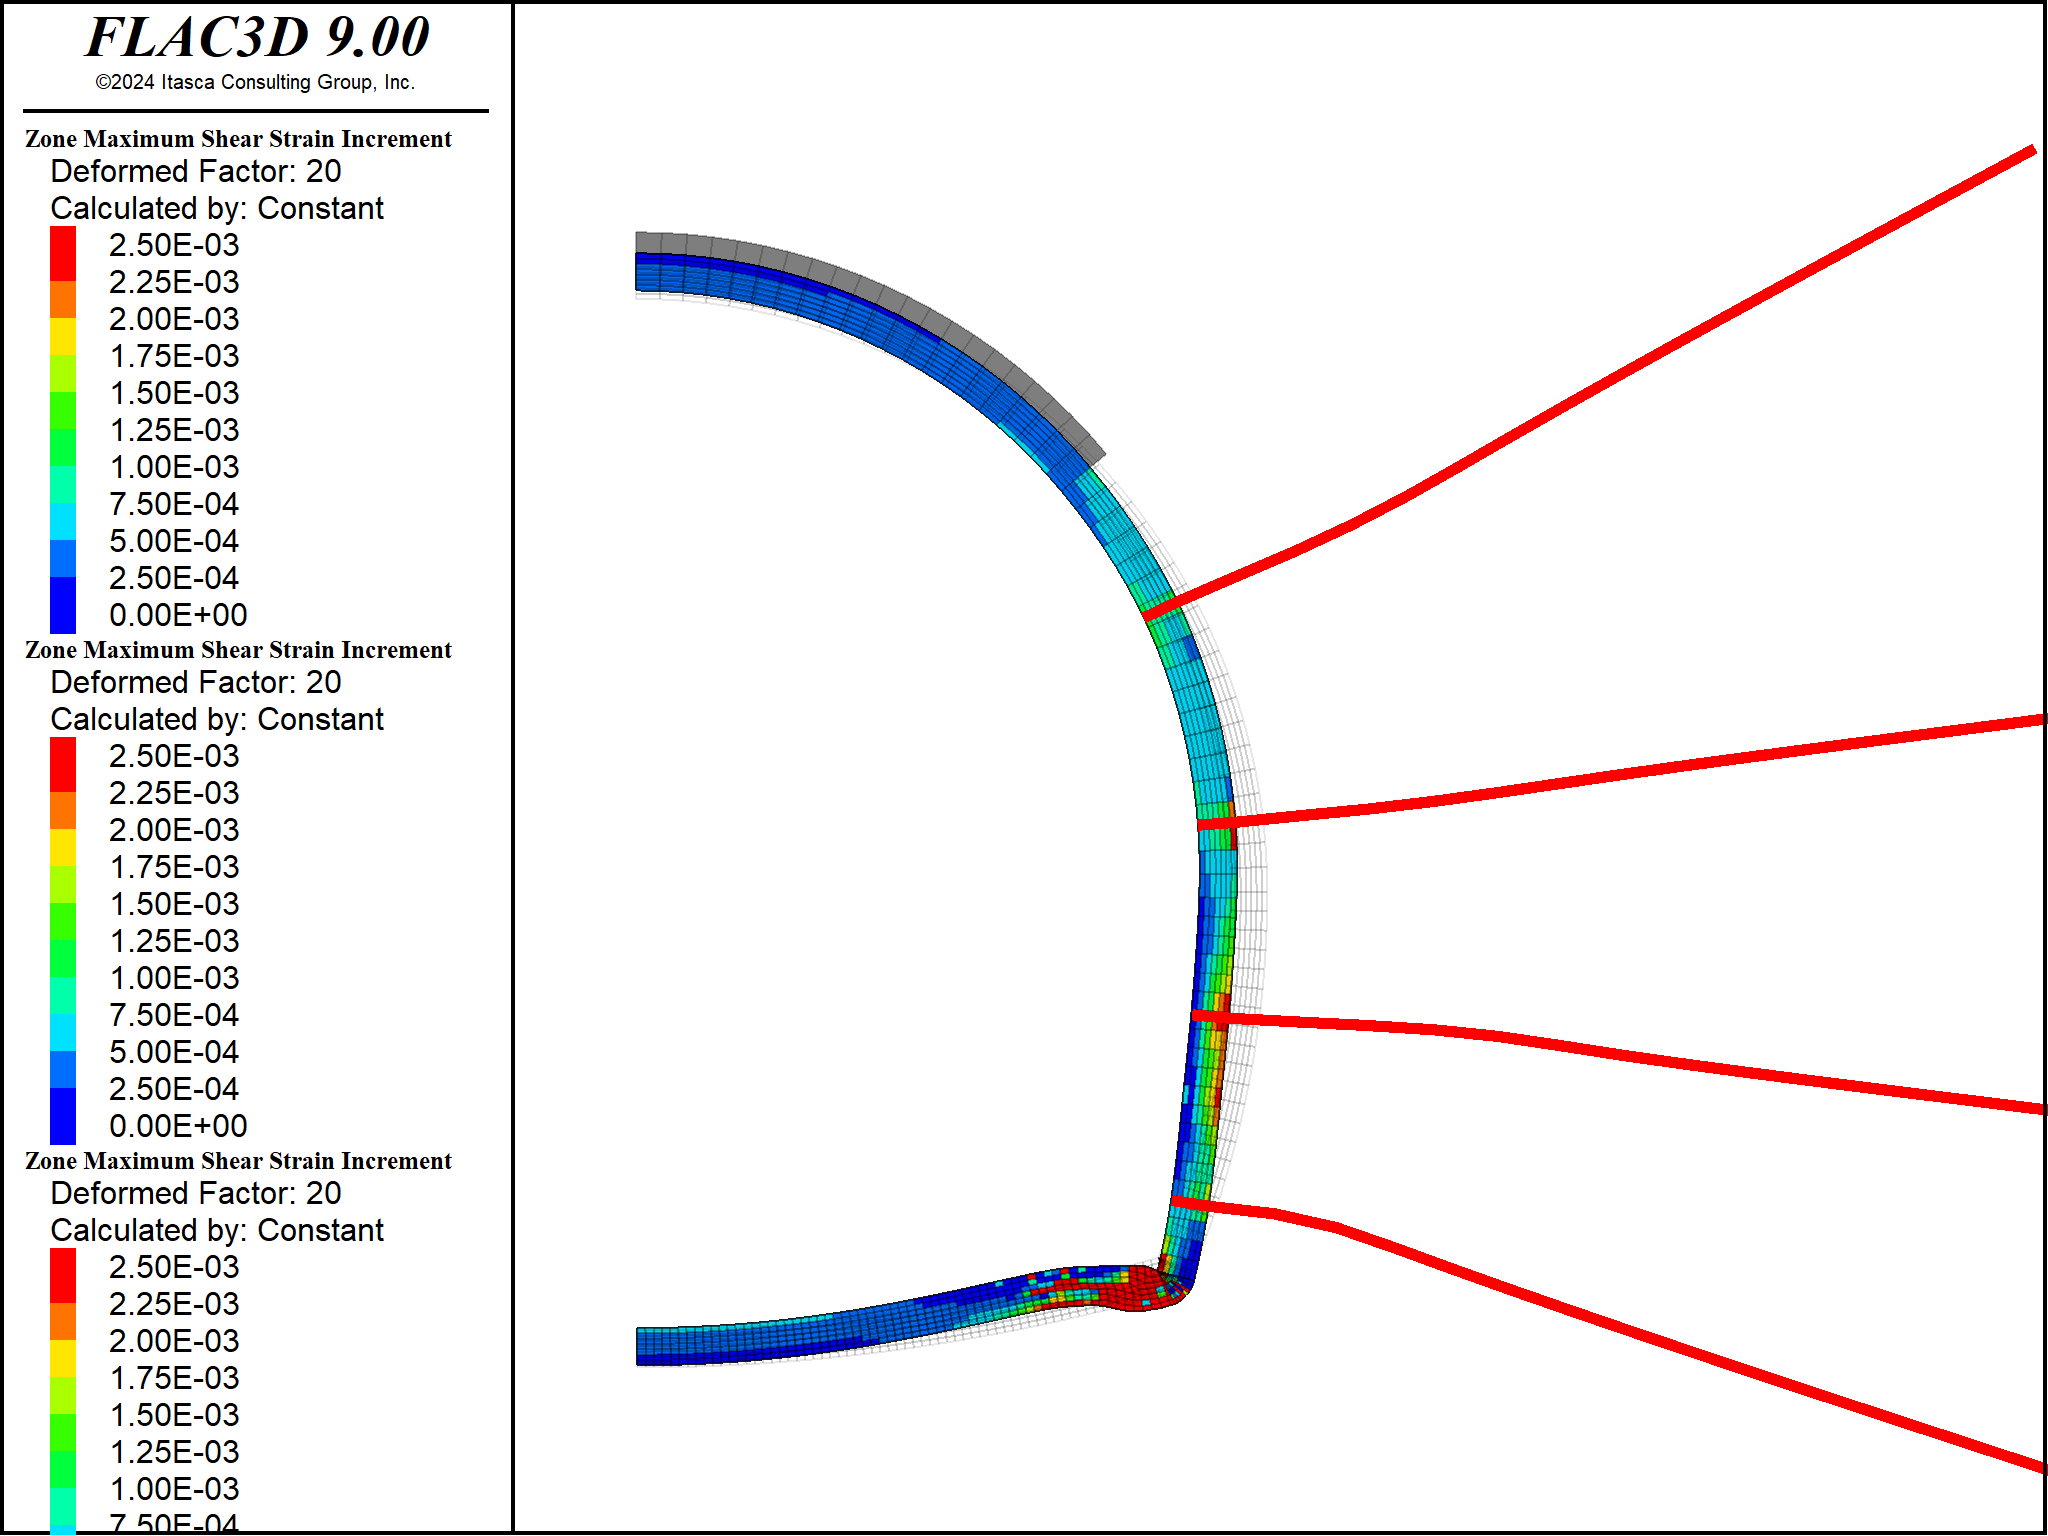 FLAC3D 9.00
©2024 Itasca Consulting Group, Inc.
Zone Maximum Shear Strain Increment
Deformed Factor: 20
Calculated by: Constant
2.50E-03
2.25E-03
2.00E-03
1.75E-03
1.50E-03
1.25E-03
1.00E-03
7.50E-04
5.00E-04
2.50E-04
0.00E+00
Zone Maximum Shear Strain Increment
Deformed Factor: 20
Calculated by: Constant
2.50E-03
2.25E-03
2.00E-03
1.75E-03
1.50E-03
1.25E-03
1.00E-03
7.50E-04
5.00E-04
2.50E-04
0.00E+00
Zone Maximum Shear Strain Increment
Deformed Factor: 20
Calculated by: Constant
2.50E-03
2.25E-03
2.00E-03
1.75E-03
1.50E-03
1.25E-03
1.00E-03
7.50E-04